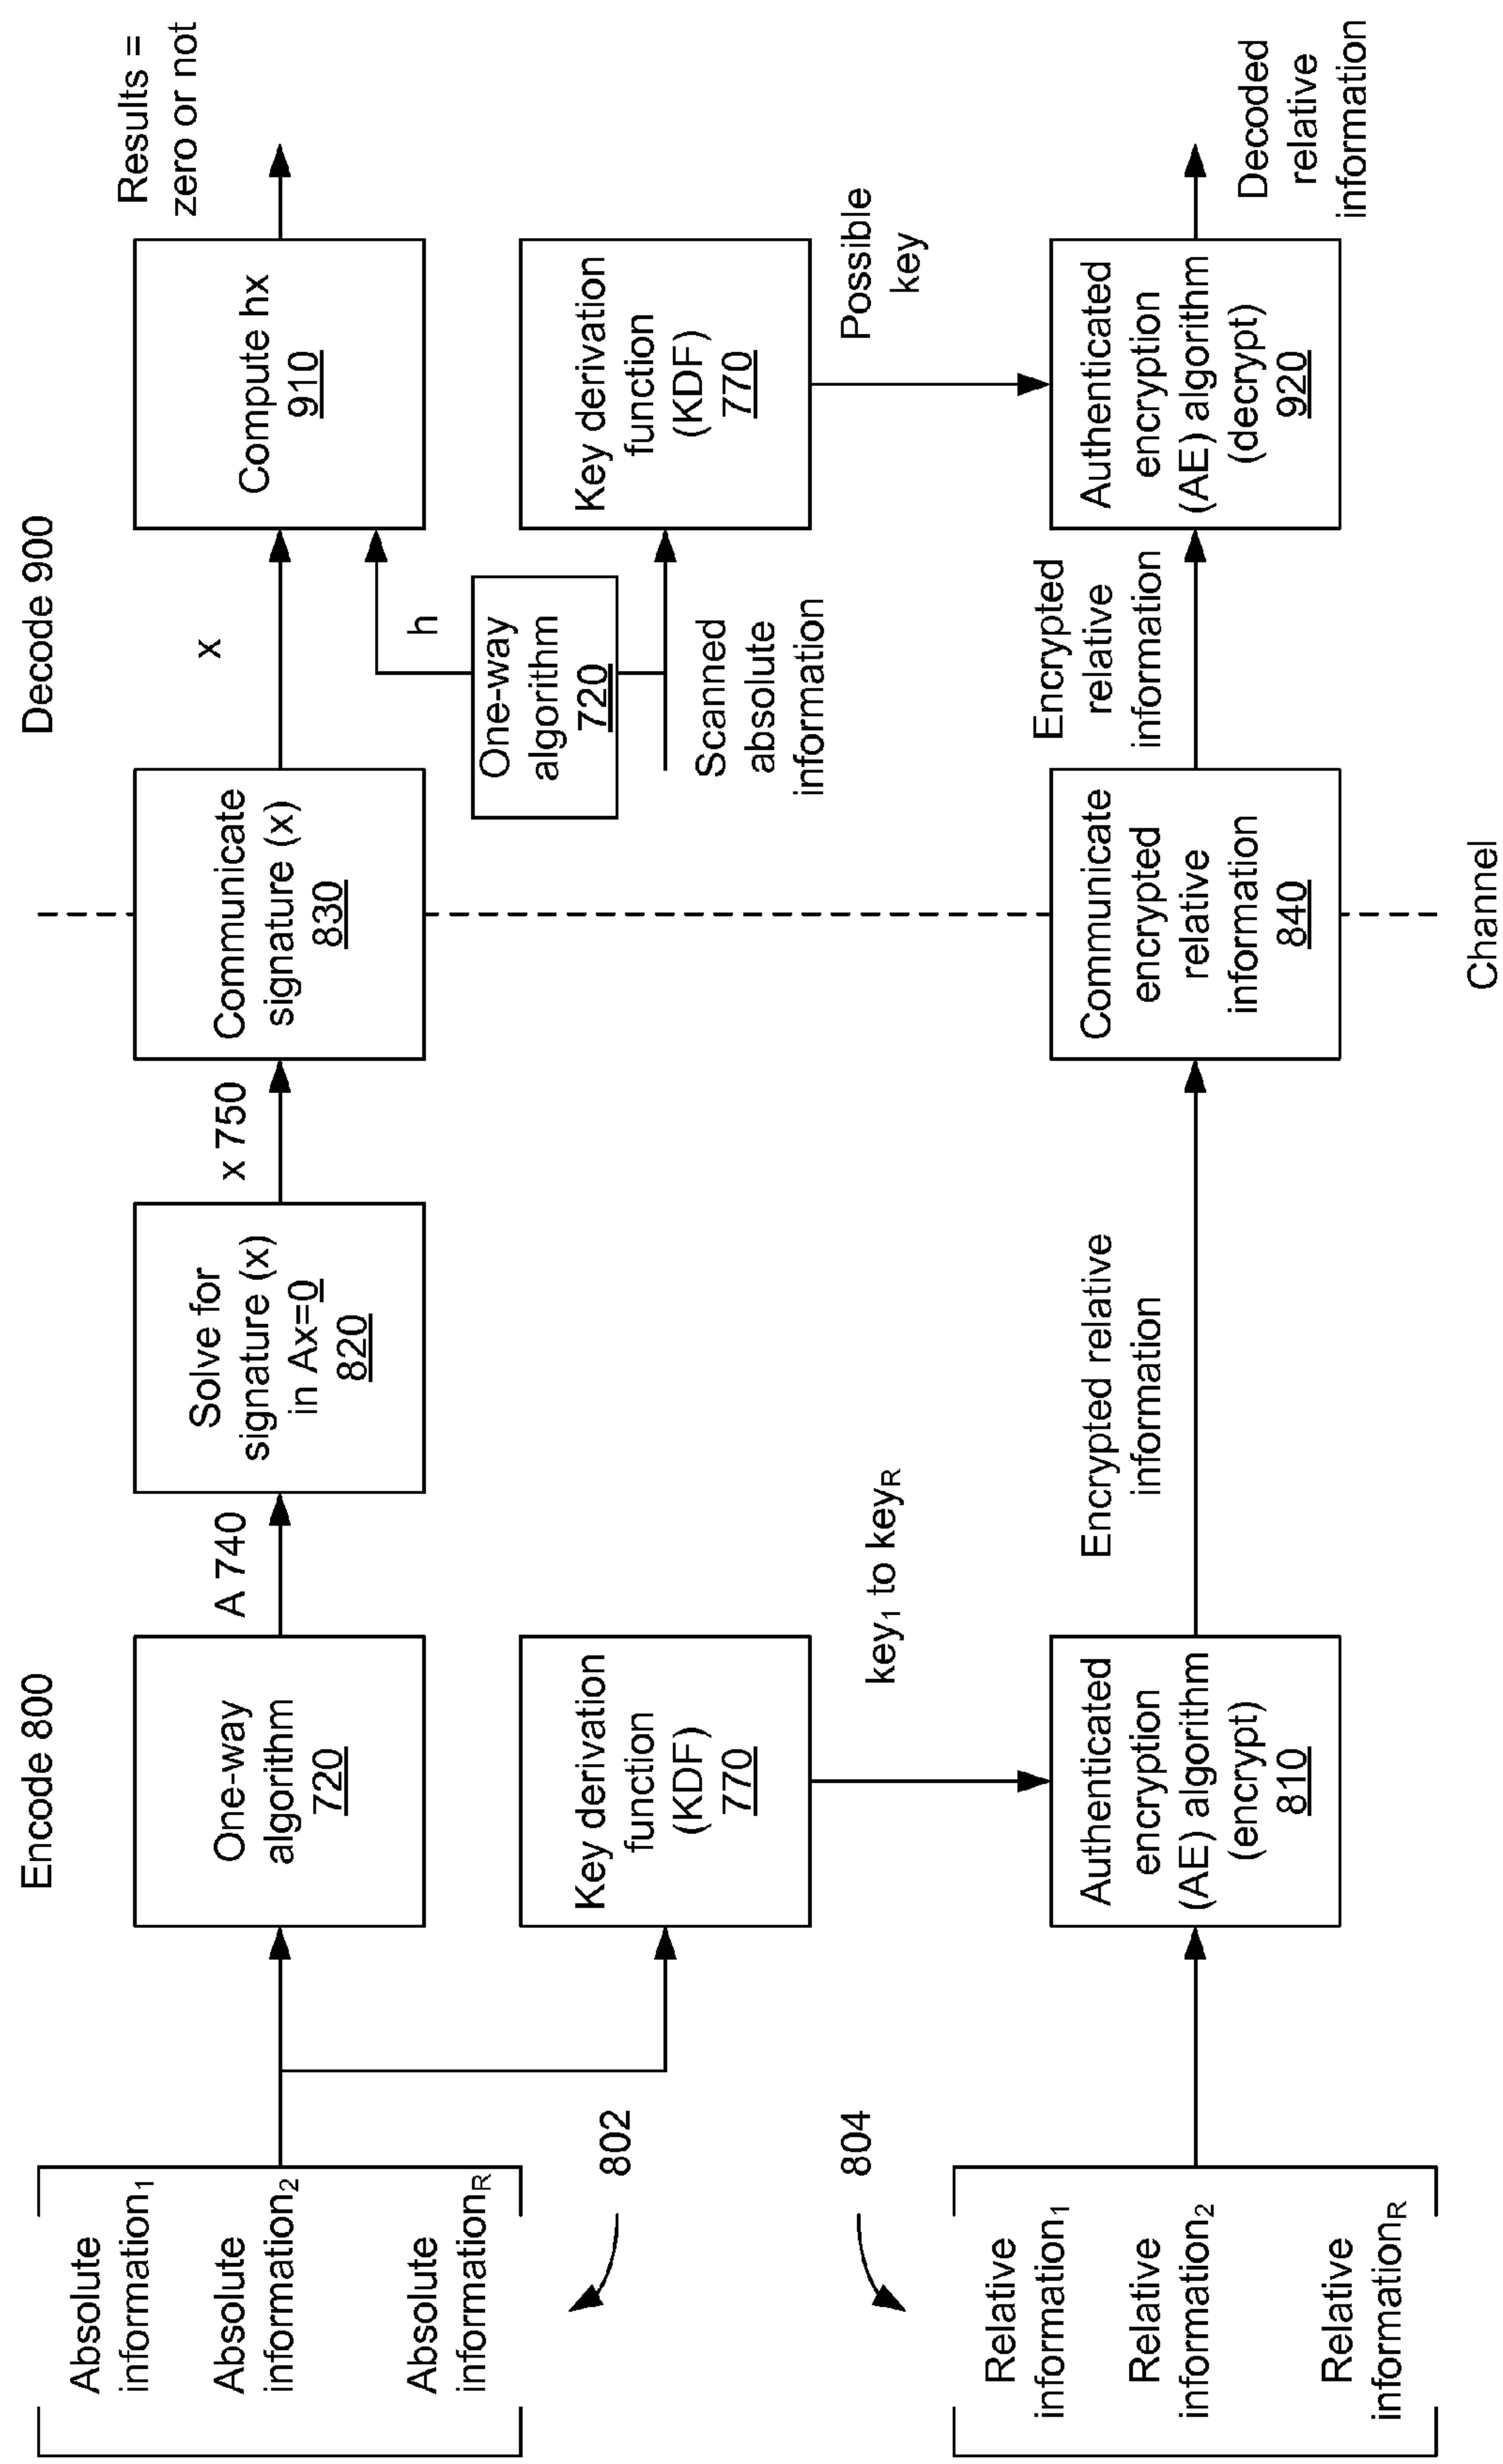 Encode 800
Decode 900
Absolute
information1
Absolute
information2
Absolute
informationR
802
One-way
algorithm
720
A 740
Solve for
signature (x)
in Ax=0
820
x 750
Communicate
signature (x)
830
x
Compute hx
910
Results =
zero or not
Key derivation
function
(KDF)
770
key1 to keyR
h
One-way
algorithm
720
Scanned
absolute
information
Key derivation
function
(KDF)
770
Possible
key
804
Relative
information1
Relative
information2
Relative
informationR
Authenticated
encryption
(AE) algorithm
(encrypt)
810
Encrypted relative
information
Communicate
encrypted
relative
information
840
Encrypted
relative
information
Authenticated
encryption
(AE) algorithm
(decrypt)
920
Decoded
relative
information
Channel